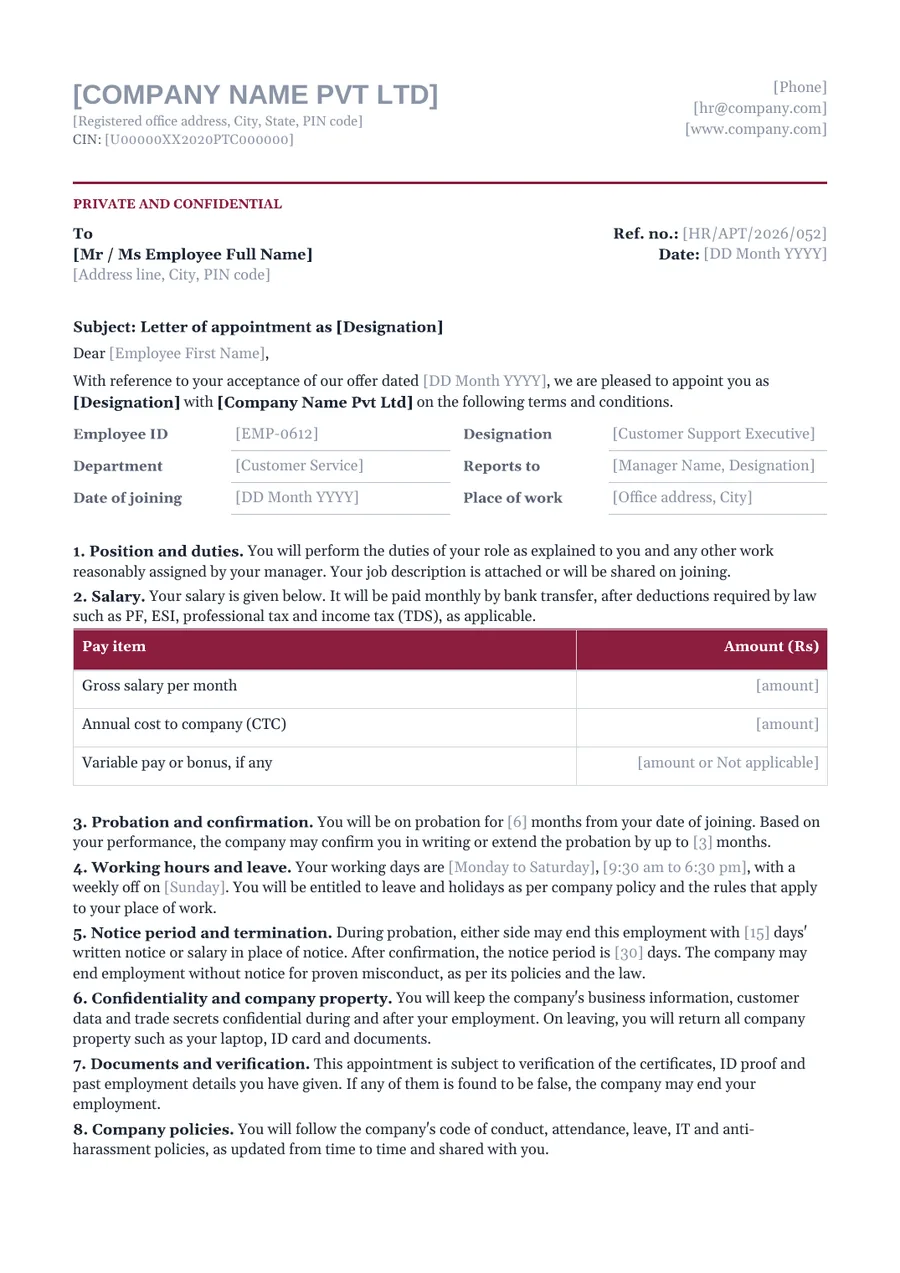 [COMPANY NAME PVT LTD]
[Registered office address, City, State, PIN code]
CIN: [U00000XX2020PTC000000]
[Phone]
[hr@company.com]
[www.company.com]
PRIVATE AND CONFIDENTIAL
To
[Mr / Ms Employee Full Name]
[Address line, City, PIN code]
Ref. no.: [HR/APT/2026/052]
Date: [DD Month YYYY]
Subject: Letter of appointment as [Designation]
Dear [Employee First Name],
With reference to your acceptance of our offer dated [DD Month YYYY], we are pleased to appoint you as
[Designation] with [Company Name Pvt Ltd] on the following terms and conditions.
Employee ID [EMP-0612] Designation [Customer Support Executive]
Department [Customer Service] Reports to [Manager Name, Designation]
Date of joining [DD Month YYYY] Place of work [Office address, City]
1. Position and duties. You will perform the duties of your role as explained to you and any other work
reasonably assigned by your manager. Your job description is attached or will be shared on joining.
2. Salary. Your salary is given below. It will be paid monthly by bank transfer, after deductions required by law
such as PF, ESI, professional tax and income tax (TDS), as applicable.
Pay item Amount (Rs)
Gross salary per month [amount]
Annual cost to company (CTC) [amount]
Variable pay or bonus, if any [amount or Not applicable]
3. Probation and confirmation. You will be on probation for [6] months from your date of joining. Based on
your performance, the company may confirm you in writing or extend the probation by up to [3] months.
4. Working hours and leave. Your working days are [Monday to Saturday], [9:30 am to 6:30 pm], with a
weekly off on [Sunday]. You will be entitled to leave and holidays as per company policy and the rules that apply
to your place of work.
5. Notice period and termination. During probation, either side may end this employment with [15] days'
written notice or salary in place of notice. After confirmation, the notice period is [30] days. The company may
end employment without notice for proven misconduct, as per its policies and the law.
6. Confidentiality and company property. You will keep the company's business information, customer
data and trade secrets confidential during and after your employment. On leaving, you will return all company
property such as your laptop, ID card and documents.
7. Documents and verification. This appointment is subject to verification of the certificates, ID proof and
past employment details you have given. If any of them is found to be false, the company may end your
employment.
8. Company policies. You will follow the company's code of conduct, attendance, leave, IT and anti-
harassment policies, as updated from time to time and shared with you.